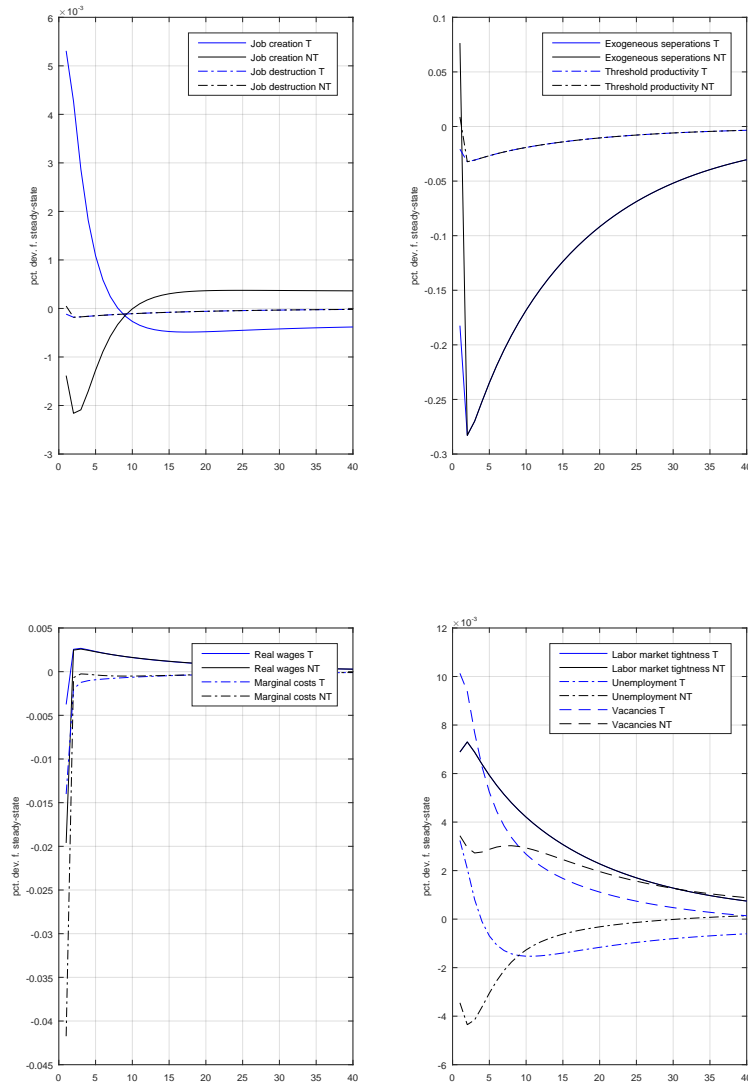 ×10-3
6
5
4
3
2
1
0
-1
-2
-3
pct. dev. f. steady-state
0 5 10 15 20 25 30 35 40
Job creation T
Job creation NT
Job destruction T
Job destruction NT
0.1
0.05
0
-0.05
-0.1
-0.15
-0.2
-0.25
-0.3
pct. dev. f. steady-state
0 5 10 15 20 25 30 35 40
Exogeneous seperations T
Exogeneous seperations NT
Threshold productivity T
Threshold productivity NT
0.005
0
-0.005
-0.01
-0.015
-0.02
-0.025
-0.03
-0.035
-0.04
-0.045
pct. dev. f. steady-state
0 5 10 15 20 25 30 35 40
Real wages T
Real wages NT
Marginal costs T
Marginal costs NT
×10-3
12
10
8
6
4
2
0
-2
-4
-6
pct. dev. f. steady-state
0 5 10 15 20 25 30 35 40
Labor market tightness T
Labor market tightness NT
Unemployment T
Unemployment NT
Vacancies T
Vacancies NT